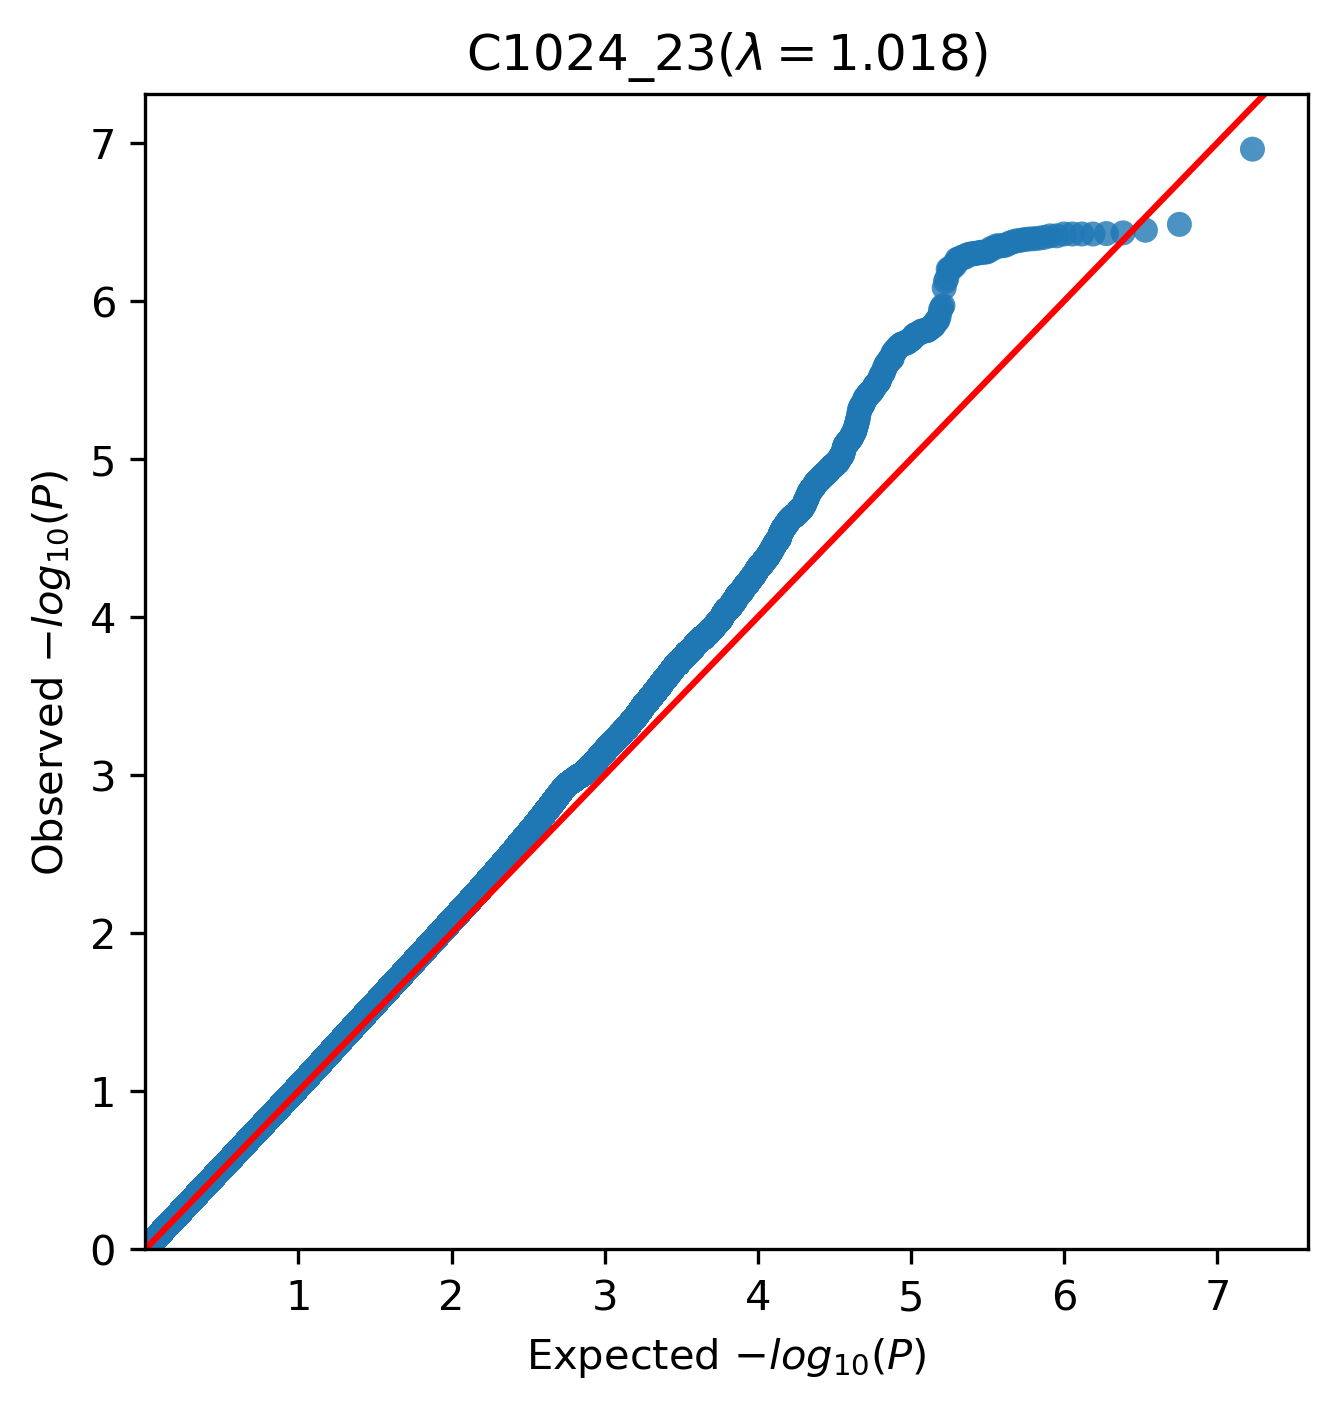 C1024_23(λ = 1.018)
7
6
5
4
3
2
1
0
Observed −log₁₀(P)
1 2 3 4 5 6 7
Expected −log₁₀(P)